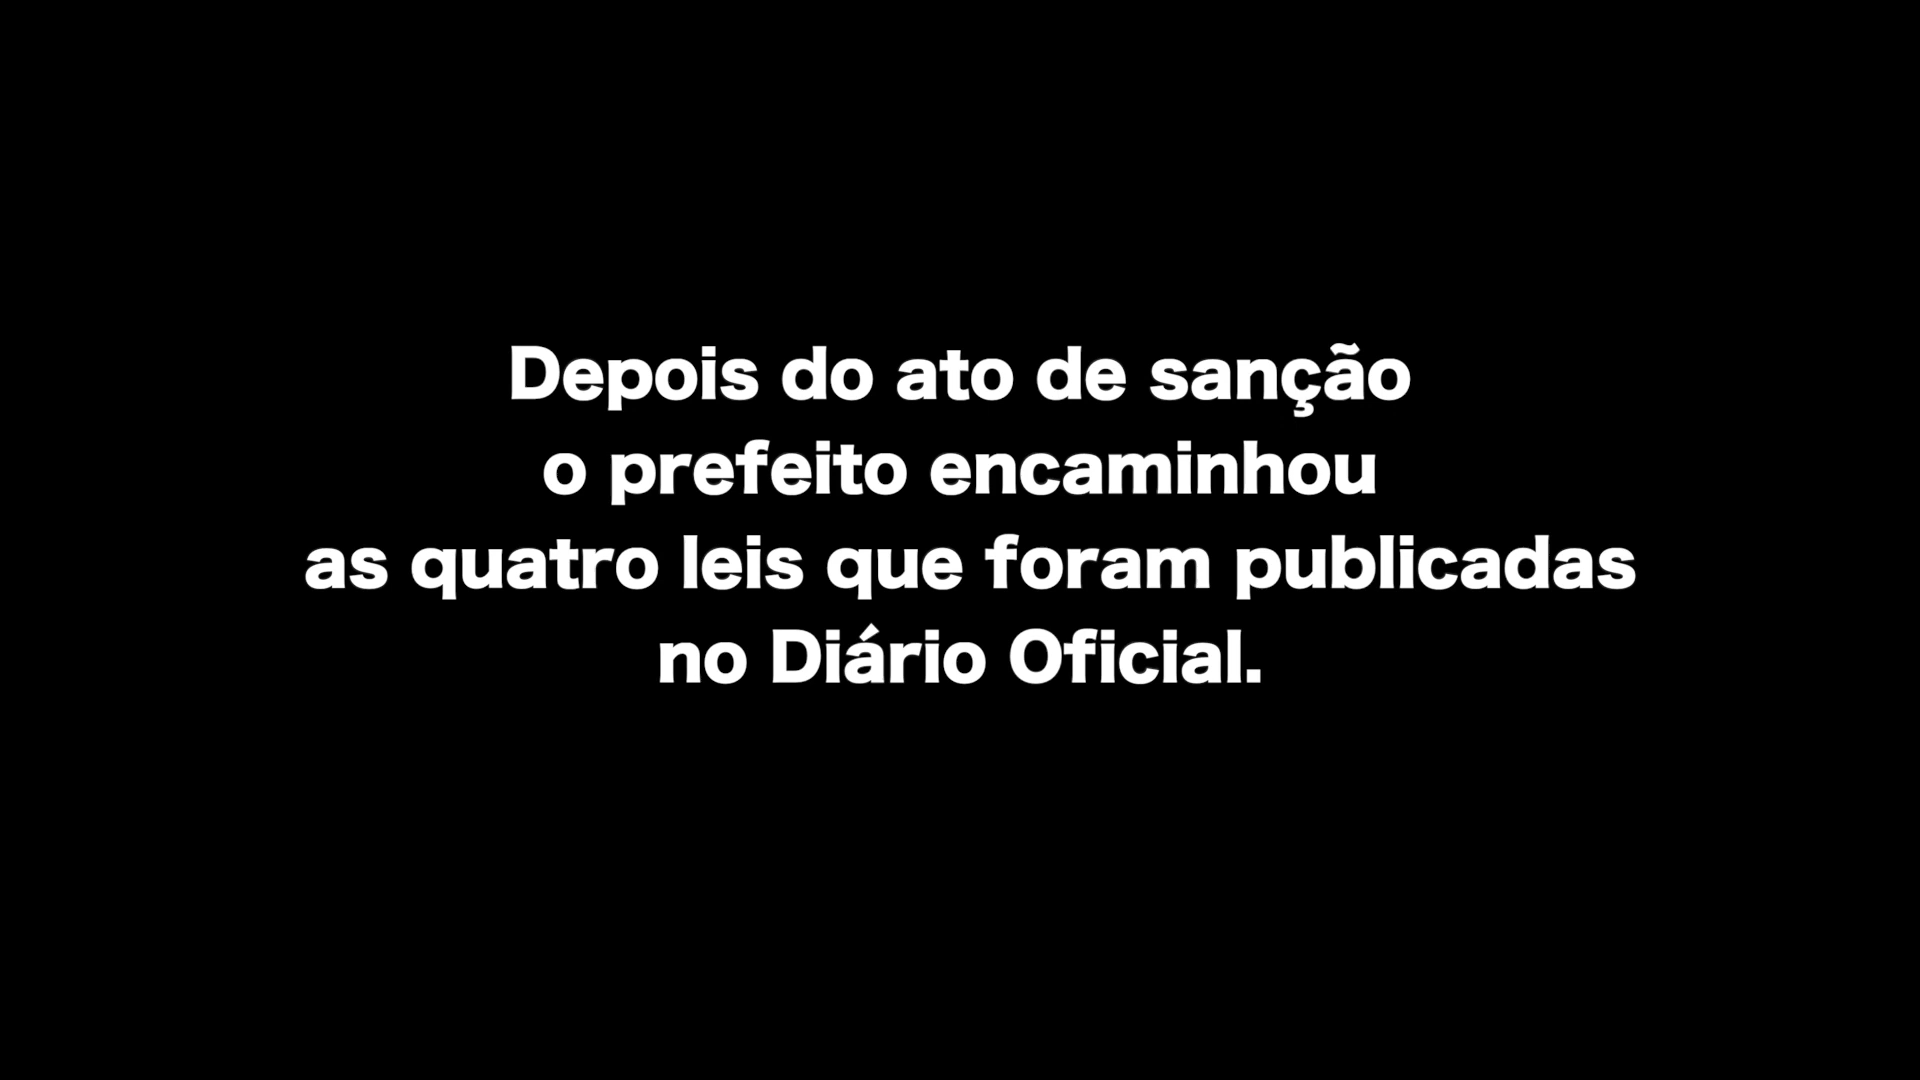 Depois do ato de sanção
o prefeito encaminhou
as quatro leis que foram publicadas
no Diário Oficial.